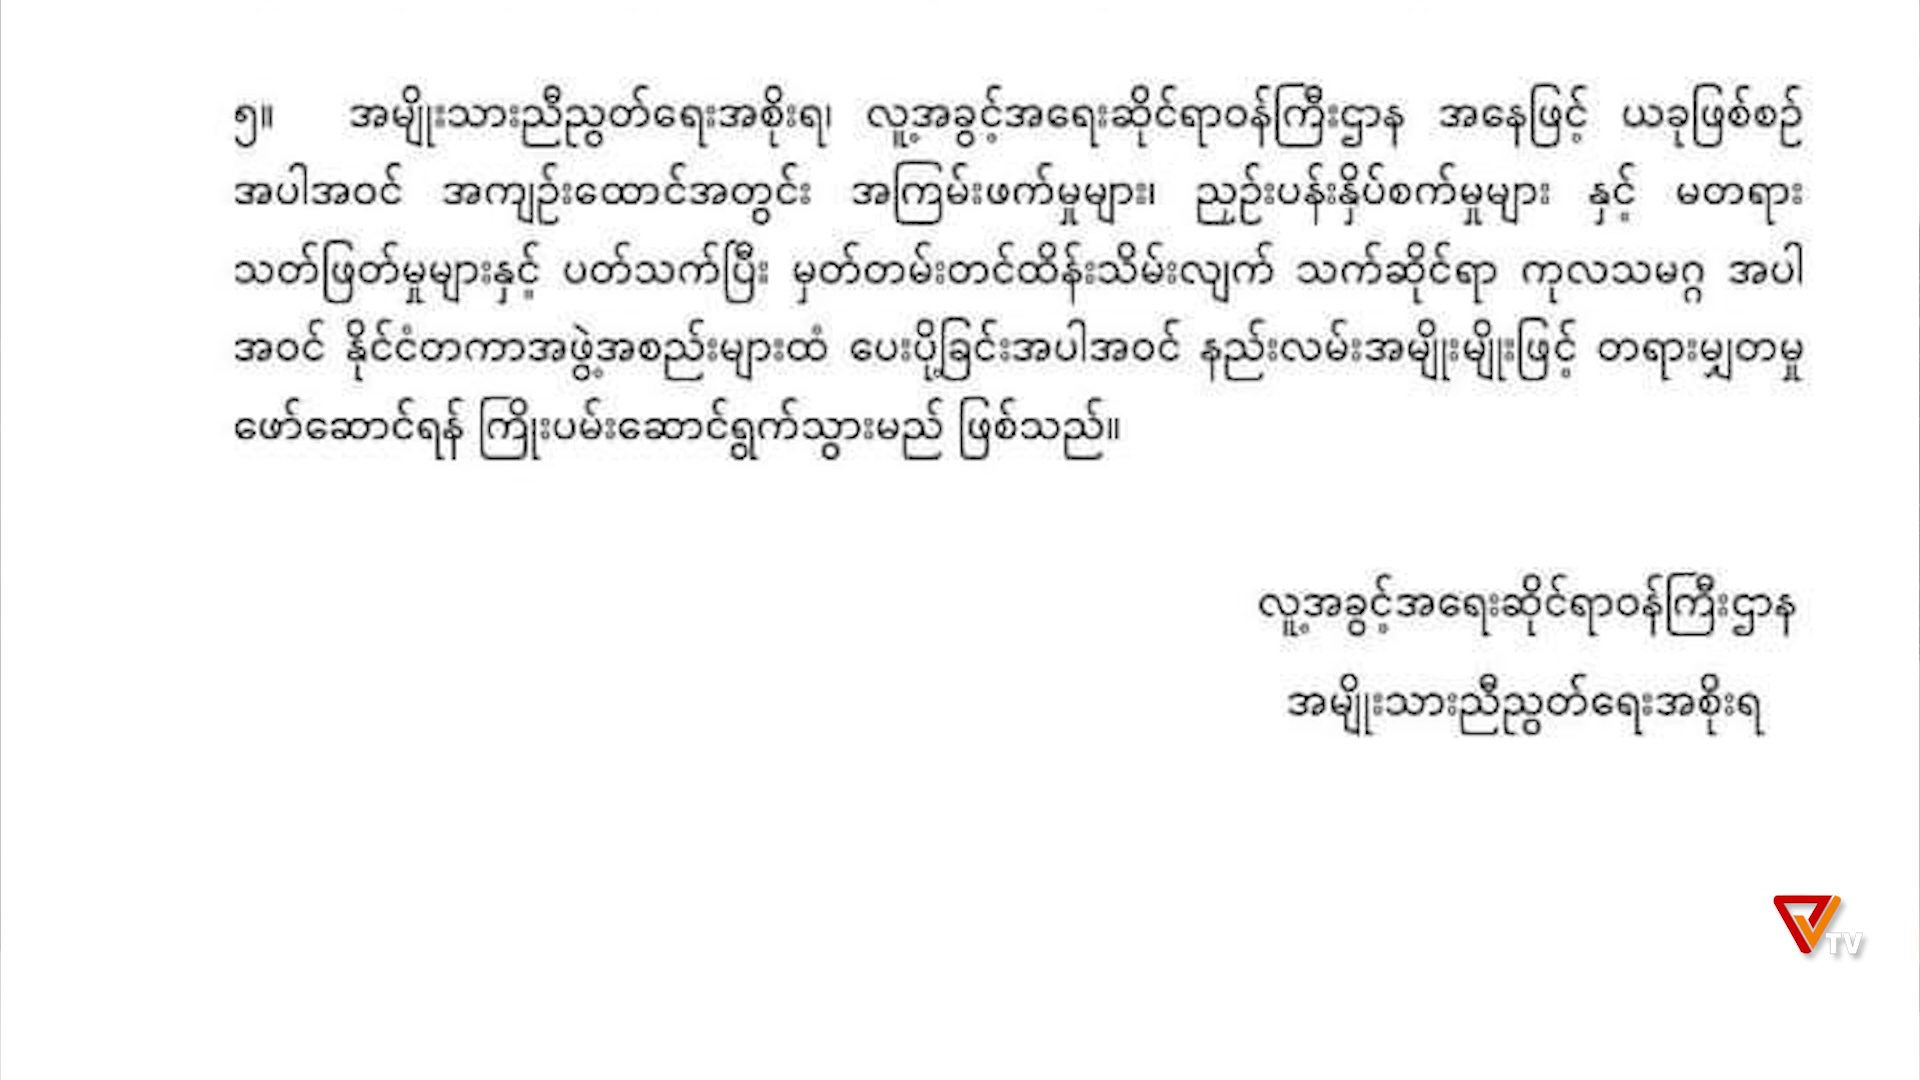 ၅။ အမျိုးသားညီညွတ်ရေးအစိုးရ၊ လူ့အခွင့်အရေးဆိုင်ရာဝန်ကြီးဌာန အနေဖြင့် ယခုဖြစ်စဉ်
အပါအဝင် အကျဉ်းထောင်အတွင်း အကြမ်းဖက်မှုများ၊ ညှဉ်းပန်းနှိပ်စက်မှုများ နှင့် မတရား
သတ်ဖြတ်မှုများနှင့် ပတ်သက်ပြီး မှတ်တမ်းတင်ထိန်းသိမ်းလျက် သက်ဆိုင်ရာ ကုလသမဂ္ဂ အပါ
အဝင် နိုင်ငံတကာအဖွဲ့အစည်းများထံ ပေးပို့ခြင်းအပါအဝင် နည်းလမ်းအမျိုးမျိုးဖြင့် တရားမျှတမှု
ဖော်ဆောင်ရန် ကြိုးပမ်းဆောင်ရွက်သွားမည် ဖြစ်သည်။
လူ့အခွင့်အရေးဆိုင်ရာဝန်ကြီးဌာန
အမျိုးသားညီညွတ်ရေးအစိုးရ
TV